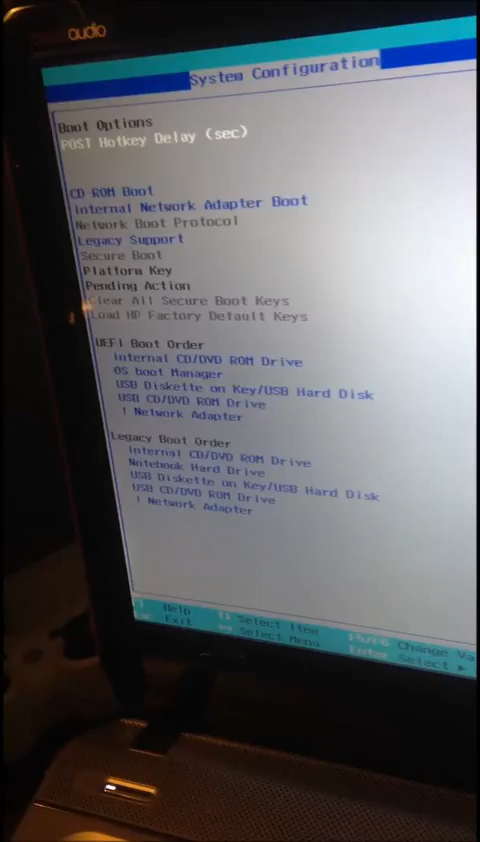 audio
System Configuration
Boot Options
POST Hotkey Delay (sec)
CD-ROM Boot
Internal Network Adapter Boot
Network Boot Protocol
Legacy Support
Secure Boot
Platform Key
Pending Action
Clear All Secure Boot Keys
Load HP Factory Default Keys
UEFI Boot Order
Internal CD/DVD ROM Drive
OS boot Manager
USB Diskette on Key/USB Hard Disk
USB CD/DVD ROM Drive
! Network Adapter
Legacy Boot Order
Internal CD/DVD ROM Drive
Notebook Hard Drive
USB Diskette on Key/USB Hard Disk
USB CD/DVD ROM Drive
! Network Adapter
Help ↑↓ Select Item F5/F6 Change Va
Exit Select Menu Enter Select ►